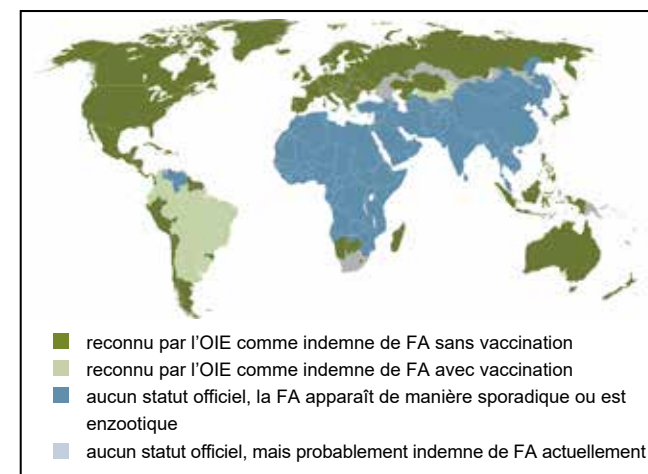 reconnu par l'OIE comme indemne de FA sans vaccination
reconnu par l'OIE comme indemne de FA avec vaccination
aucun statut officiel, la FA apparaît de manière sporadique ou est
enzootique
aucun statut officiel, mais probablement indemne de FA actuellement